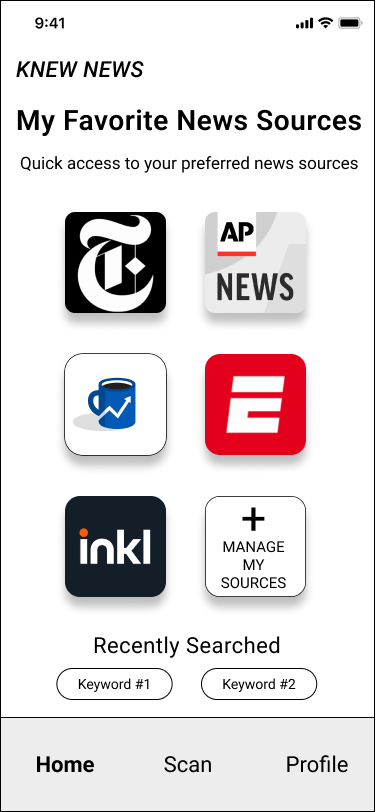 9:41
KNEW NEWS
My Favorite News Sources
Quick access to your preferred news sources
T
AP
NEWS
E
inkl
+
MANAGE
MY
SOURCES
Recently Searched
Keyword #1
Keyword #2
Home
Scan
Profile